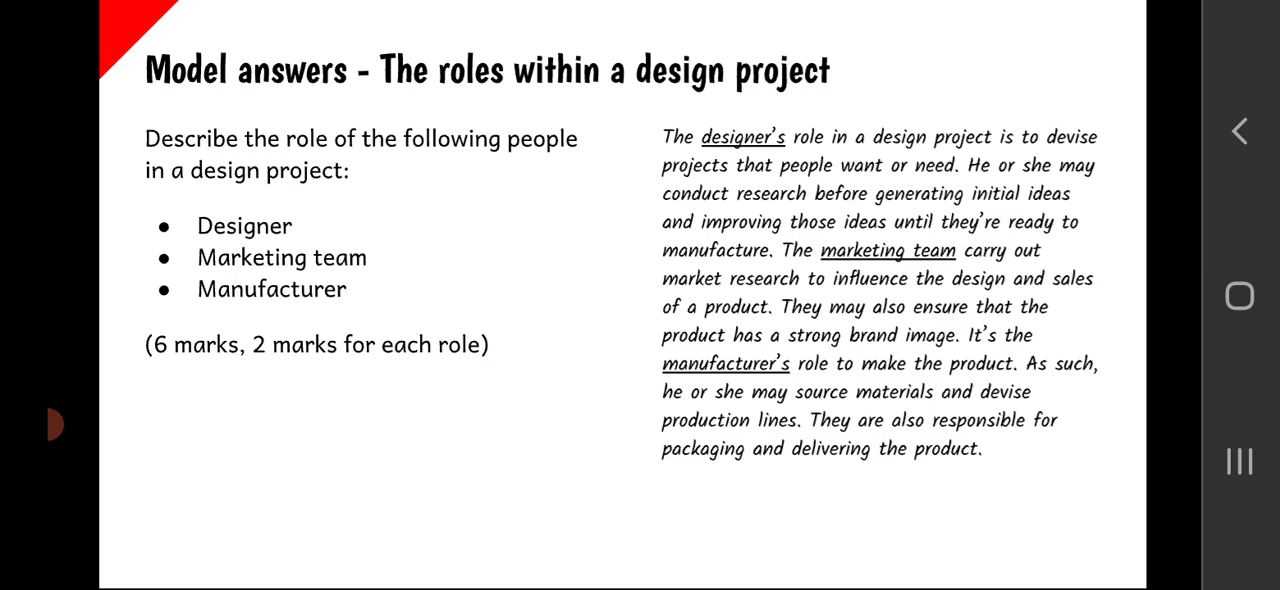 Model answers - The roles within a design project
Describe the role of the following people
in a design project:
● Designer
● Marketing team
● Manufacturer
(6 marks, 2 marks for each role)
The designer's role in a design project is to devise
projects that people want or need. He or she may
conduct research before generating initial ideas
and improving those ideas until they're ready to
manufacture. The marketing team carry out
market research to influence the design and sales
of a product. They may also ensure that the
product has a strong brand image. It's the
manufacturer's role to make the product. As such,
he or she may source materials and devise
production lines. They are also responsible for
packaging and delivering the product.